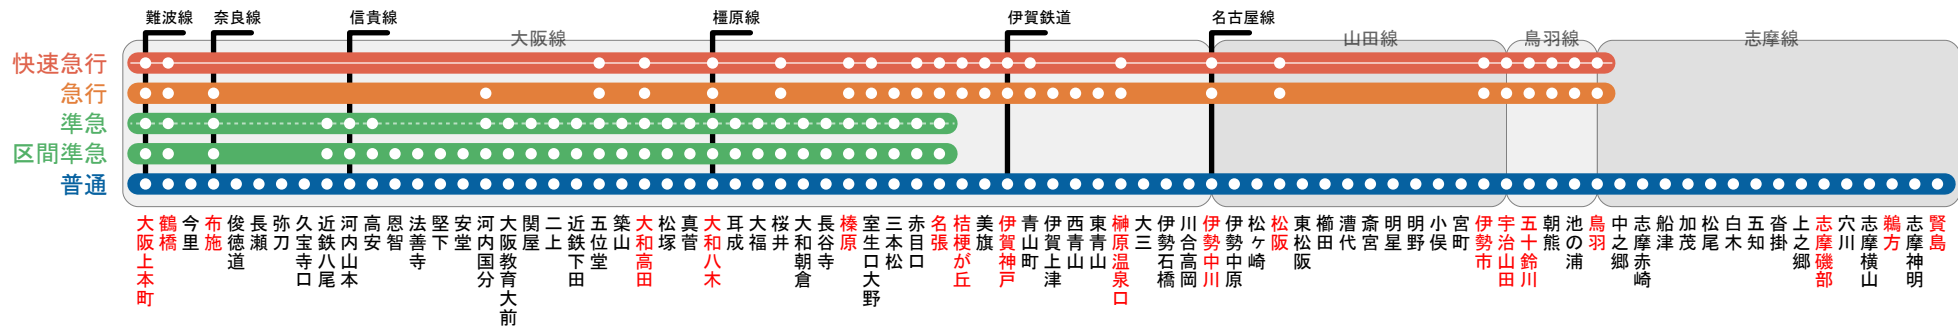 難波線
奈良線
信貴線
橿原線
伊賀鉄道
名古屋線
大阪線
山田線
鳥羽線
志摩線
快速急行
急行
準急
区間準急
普通
大阪上本町
鶴橋
今里
布施
俊徳道
長瀬
弥刀
久宝寺口
近鉄八尾
河内山本
高安
恩智
法善寺
堅下
安堂
河内国分
大阪教育大前
関屋
二上
近鉄下田
五位堂
築山
大和高田
松塚
真菅
大和八木
耳成
大福
桜井
大和朝倉
長谷寺
榛原
室生口大野
三本松
赤目口
名張
桔梗が丘
美旗
伊賀神戸
青山町
伊賀上津
西青山
東青山
榊原温泉口
大三
伊勢石橋
川合高岡
伊勢中川
伊勢中原
松ヶ崎
松阪
東松阪
櫛田
漕代
斎宮
明星
明野
小俣
宮町
伊勢市
宇治山田
五十鈴川
朝熊
池の浦
鳥羽
中之郷
志摩赤崎
船津
加茂
松尾
白木
五知
沓掛
上之郷
志摩磯部
穴川
志摩横山
鵜方
志摩神明
賢島